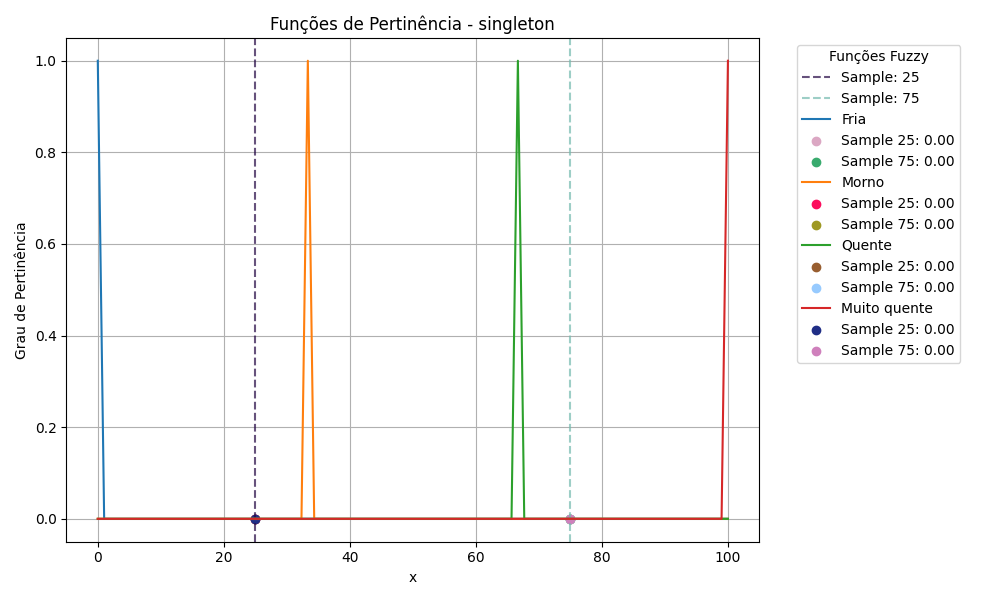 Funções de Pertinência - singleton
Grau de Pertinência
1.0
0.8
0.6
0.4
0.2
0.0
0
20
40
60
80
100
x
Funções Fuzzy
Sample: 25
Sample: 75
Fria
Sample 25: 0.00
Sample 75: 0.00
Morno
Sample 25: 0.00
Sample 75: 0.00
Quente
Sample 25: 0.00
Sample 75: 0.00
Muito quente
Sample 25: 0.00
Sample 75: 0.00